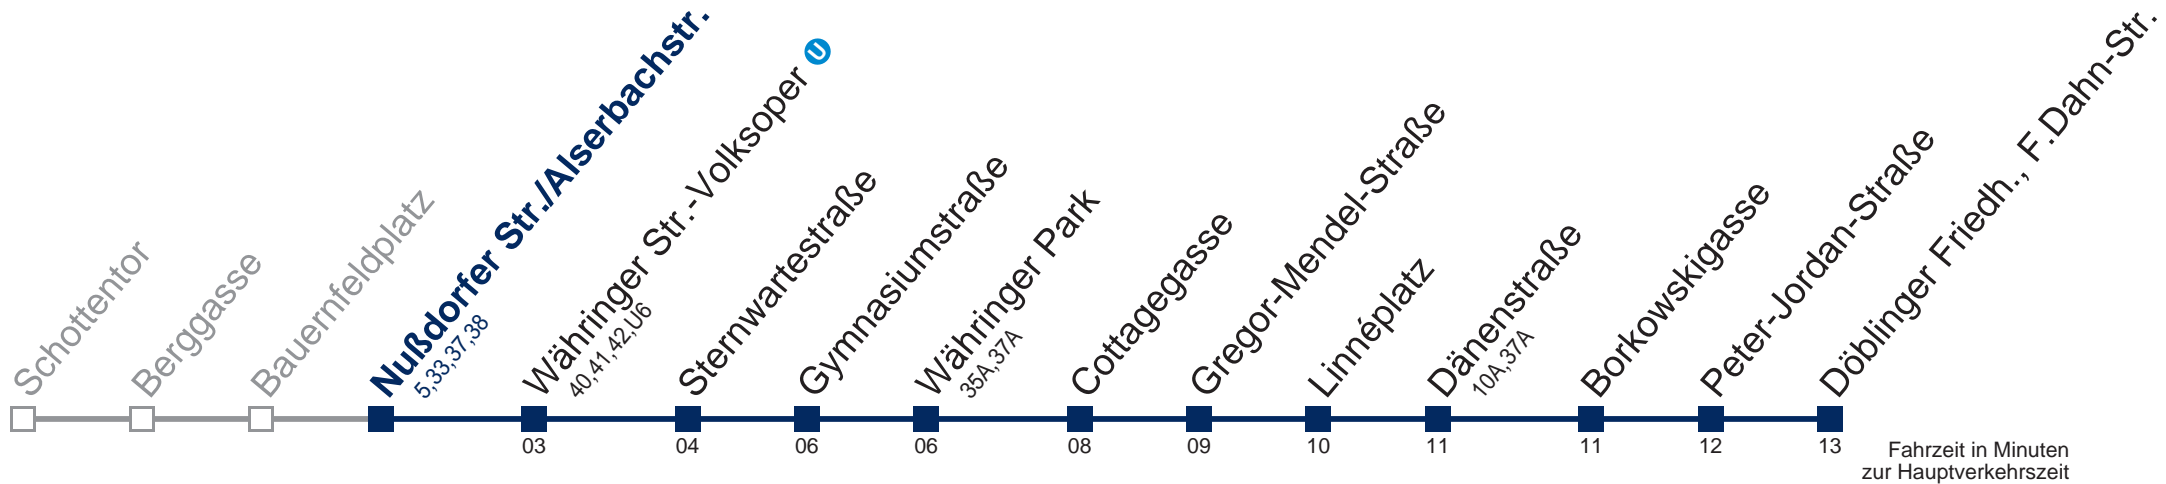 Schottentor
Berggasse
Bauernfeldplatz
Nußdorfer Str./Alserbachstr.
5,33,37,38
Währinger Str.-Volksoper U
40,41,42,U6
Sternwartestraße
Gymnasiumstraße
Währinger Park
35A,37A
Cottagegasse
Gregor-Mendel-Straße
Linnéplatz
Dänenstraße
10A,37A
Borkowskigasse
Peter-Jordan-Straße
Döblinger Friedh., F.Dahn-Str.
03 04 06 06 08 09 10 11 11 12 13
Fahrzeit in Minuten
zur Hauptverkehrszeit